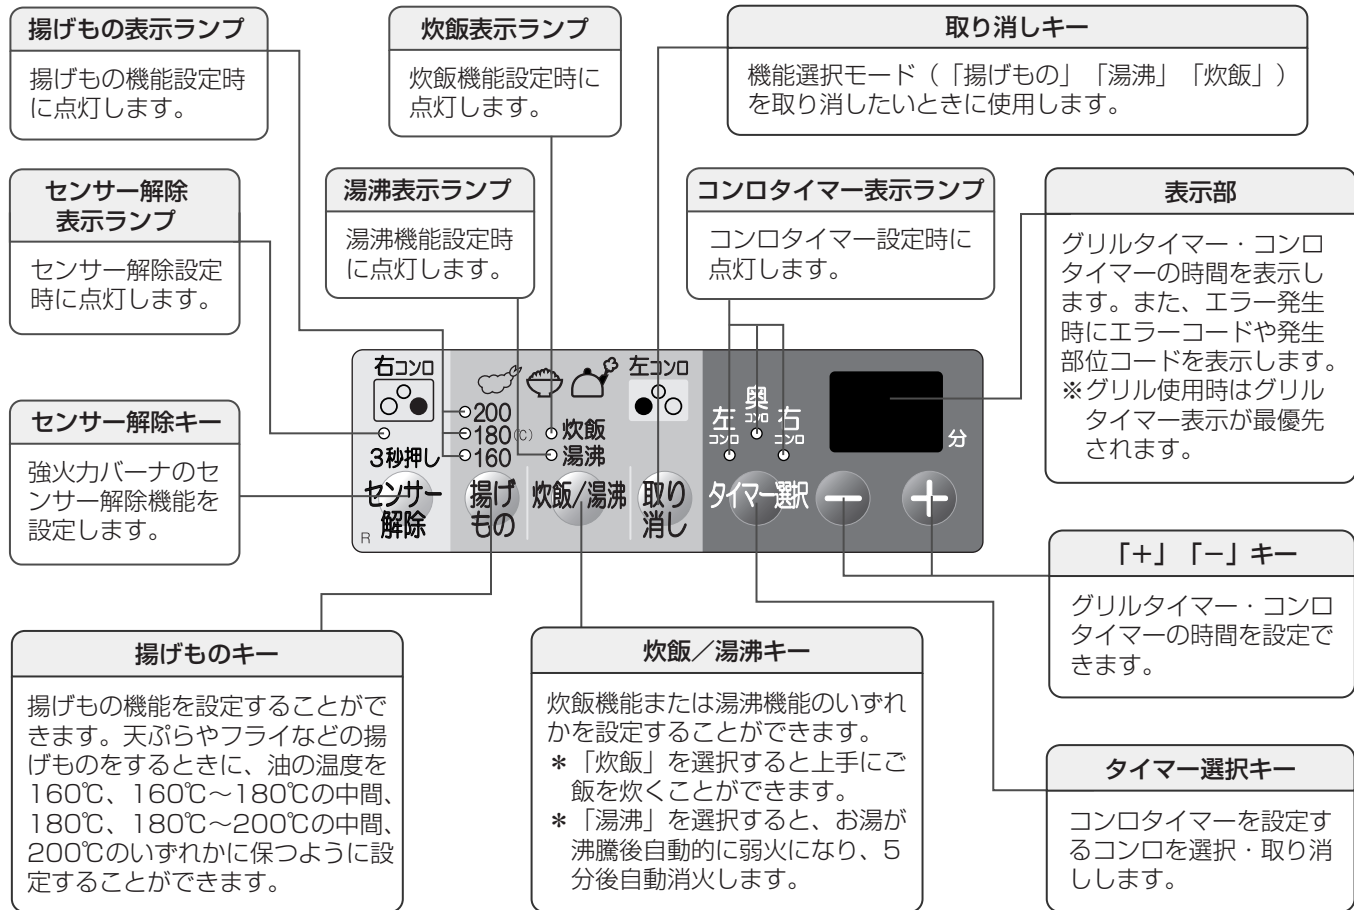 揚げもの表示ランプ
揚げもの機能設定時
に点灯します。
炊飯表示ランプ
炊飯機能設定時に
点灯します。
取り消しキー
機能選択モード（「揚げもの」「湯沸」「炊飯」）
を取り消したいときに使用します。
センサー解除
表示ランプ
センサー解除設定
時に点灯します。
湯沸表示ランプ
湯沸機能設定時
に点灯します。
コンロタイマー表示ランプ
コンロタイマー設定時に
点灯します。
表示部
グリルタイマー・コンロ
タイマーの時間を表示し
ます。また、エラー発生
時にエラーコードや発生
部位コードを表示します。
※グリル使用時はグリル
タイマー表示が最優先
されます。
センサー解除キー
強火力バーナのセ
ンサー解除機能を
設定します。
右コンロ
3秒押し
センサー
解除
R
200
180(℃)
160
揚げ
もの
炊飯
湯沸
炊飯/湯沸
左コンロ
取り
消し
左
コンロ
奥
コンロ
右
コンロ
タイマー選択
分
－
＋
「＋」「－」キー
グリルタイマー・コンロ
タイマーの時間を設定で
きます。
揚げものキー
揚げもの機能を設定することがで
きます。天ぷらやフライなどの揚
げものをするときに、油の温度を
160℃、160℃～180℃の中間、
180℃、180℃～200℃の中間、
200℃のいずれかに保つように設
定することができます。
炊飯／湯沸キー
炊飯機能または湯沸機能のいずれ
かを設定することができます。
＊「炊飯」を選択すると上手にご
飯を炊くことができます。
＊「湯沸」を選択すると、お湯が
沸騰後自動的に弱火になり、5
分後自動消火します。
タイマー選択キー
コンロタイマーを設定す
るコンロを選択・取り消
しします。